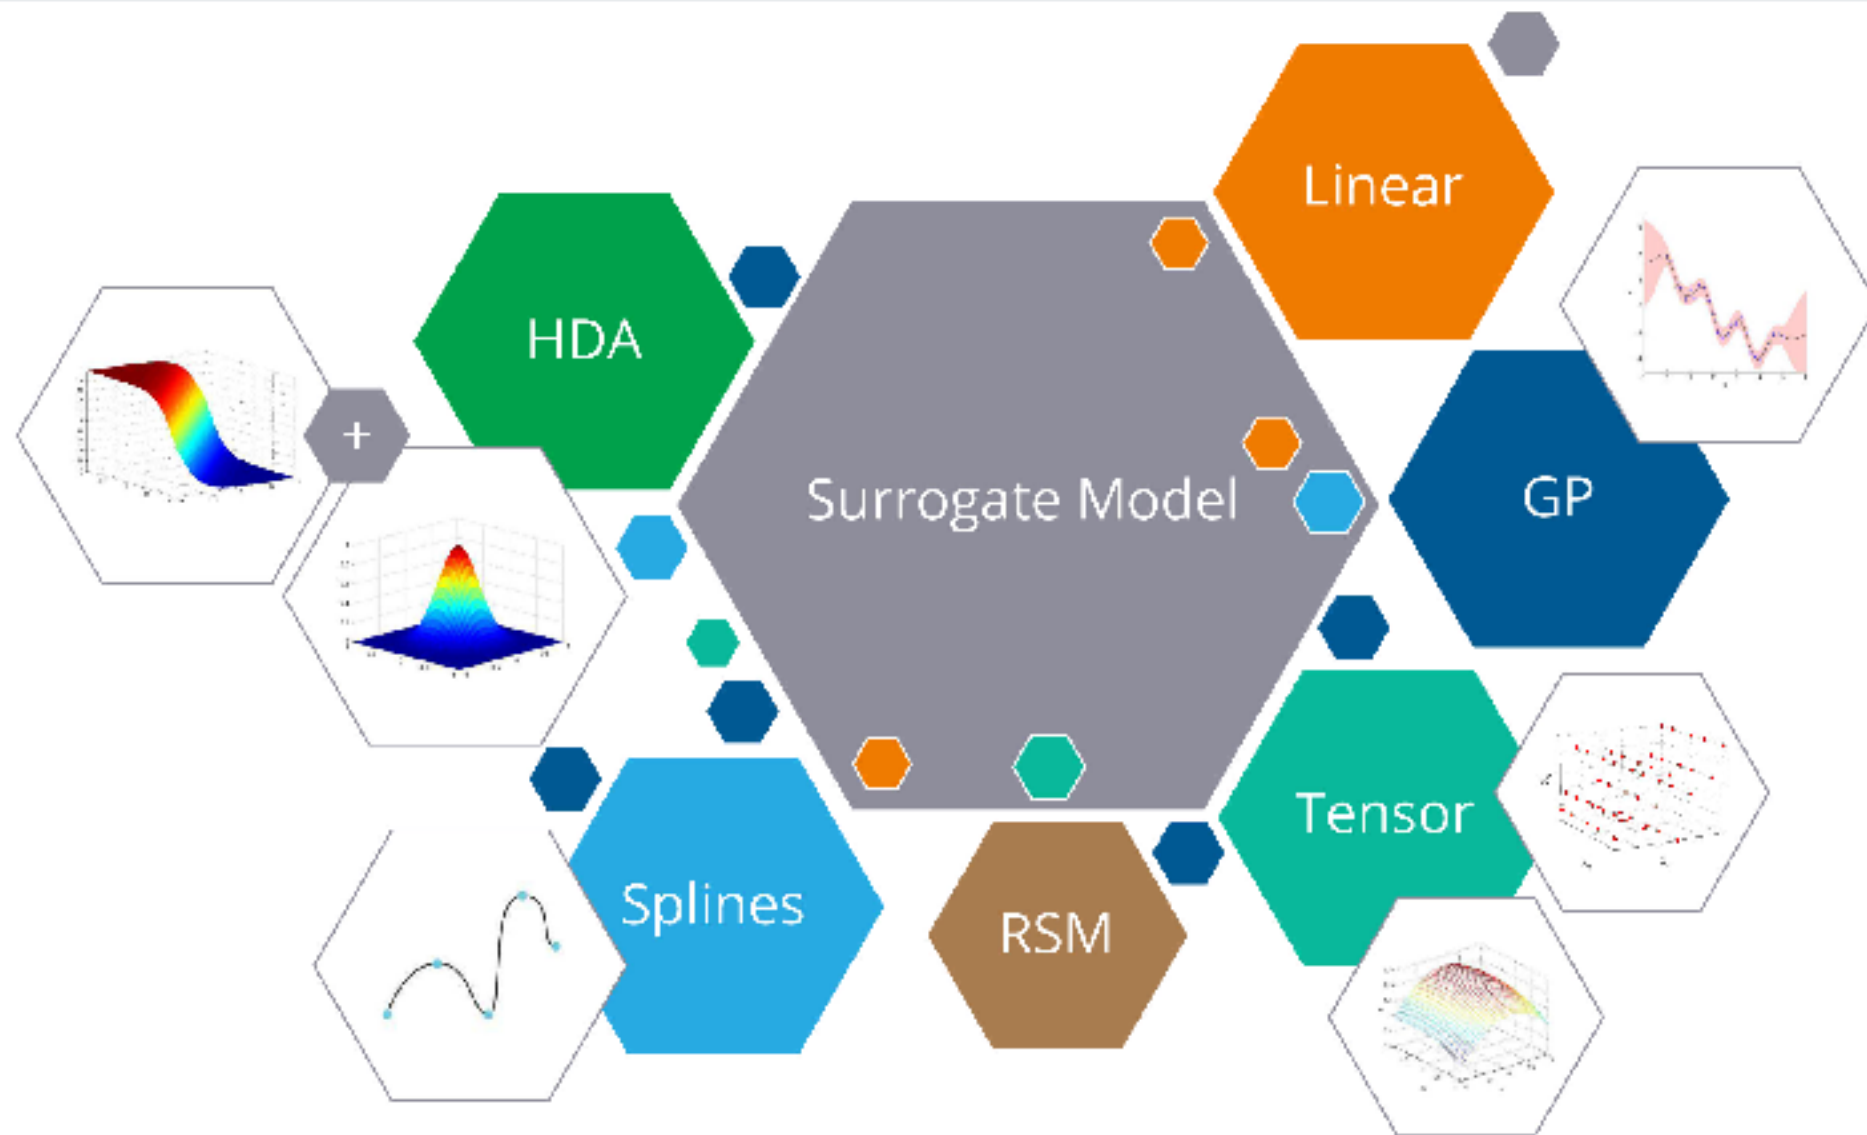 Linear
HDA
+
Surrogate Model
GP
Tensor
Splines
RSM